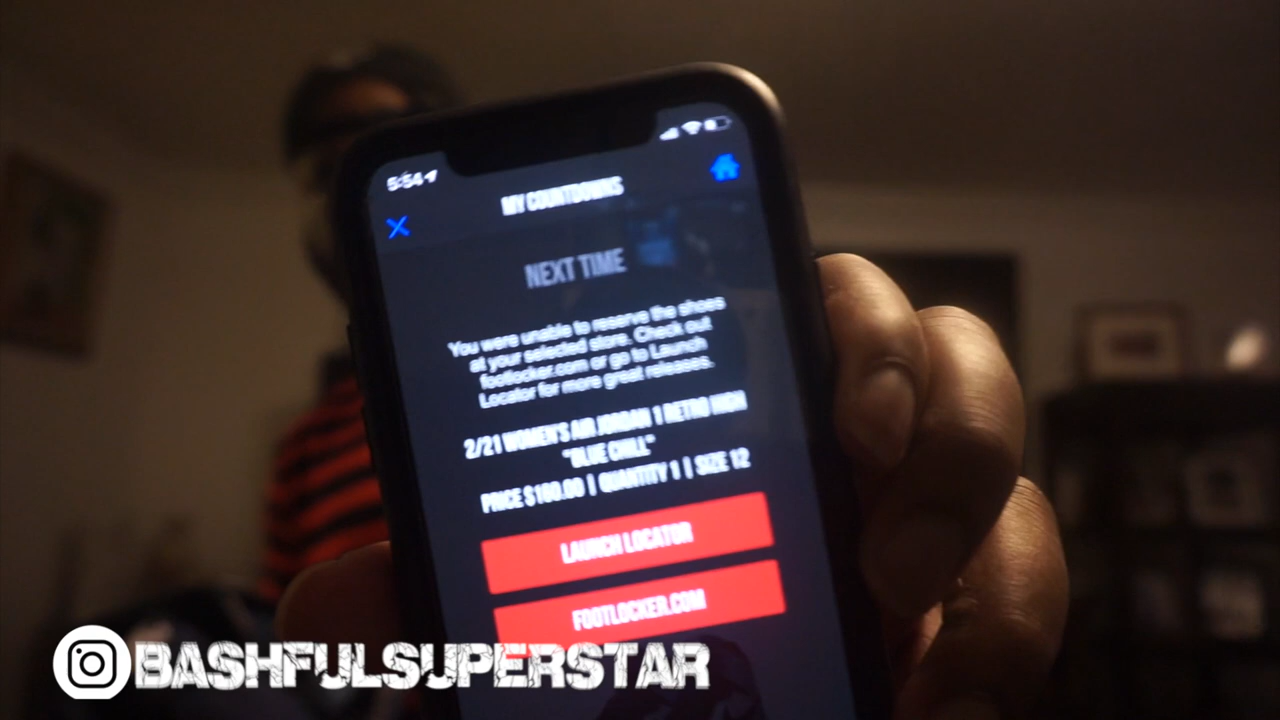 5:54
MY COUNTDOWNS
NEXT TIME
You were unable to reserve the shoes
at your selected store. Check out
footlocker.com or go to Launch
Locator for more great releases.
2/21 WOMEN'S AIR JORDAN 1 RETRO HIGH
"BLUE CHILL"
PRICE $160.00 | QUANTITY 1 | SIZE 12
LAUNCH LOCATOR
FOOTLOCKER.COM
BASHFULSUPERSTAR